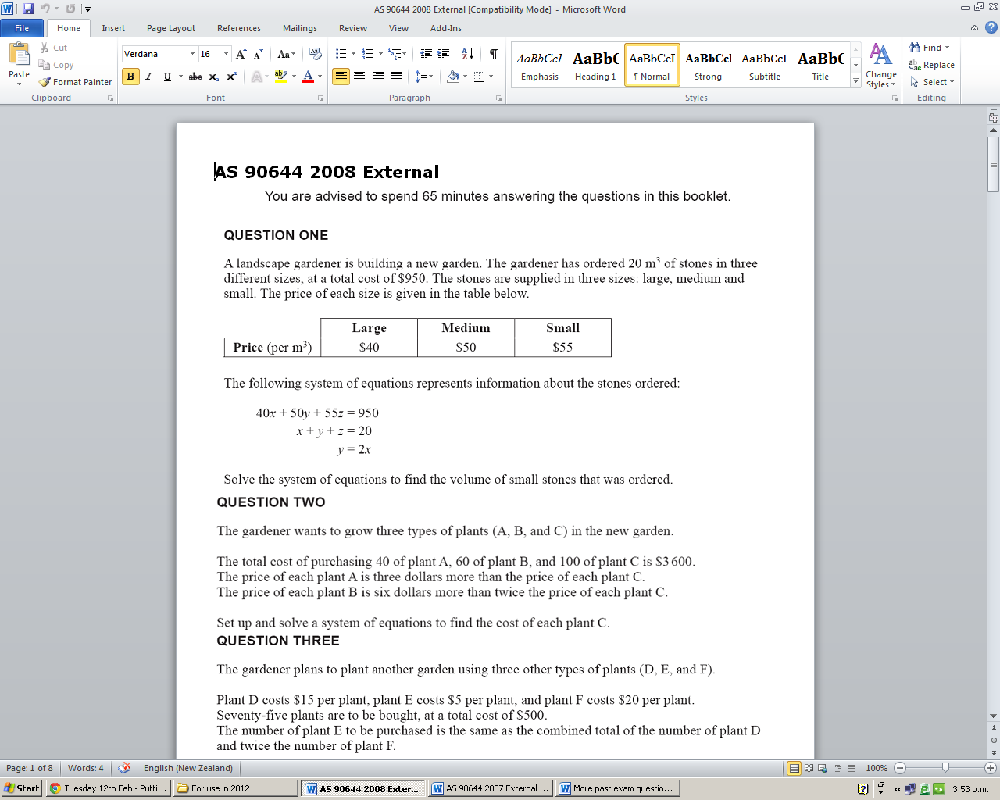 AS 90644 2008 External [Compatibility Mode] - Microsoft Word
File Home Insert Page Layout References Mailings Review View Add-Ins
Paste
Cut
Copy
Format Painter
Clipboard
Verdana 16
Font
Paragraph
AaBbCcI AaBb( AaBbCcI AaBbCcI AaBbCcI AaBb(
Emphasis Heading 1 ¶ Normal Strong Subtitle Title
Change Styles
Styles
Find
Replace
Select
Editing
AS 90644 2008 External
You are advised to spend 65 minutes answering the questions in this booklet.
QUESTION ONE
A landscape gardener is building a new garden. The gardener has ordered 20 m³ of stones in three
different sizes, at a total cost of $950. The stones are supplied in three sizes: large, medium and
small. The price of each size is given in the table below.
Large Medium Small
Price (per m³) $40 $50 $55
The following system of equations represents information about the stones ordered:
40x + 50y + 55z = 950
x + y + z = 20
y = 2x
Solve the system of equations to find the volume of small stones that was ordered.
QUESTION TWO
The gardener wants to grow three types of plants (A, B, and C) in the new garden.
The total cost of purchasing 40 of plant A, 60 of plant B, and 100 of plant C is $3 600.
The price of each plant A is three dollars more than the price of each plant C.
The price of each plant B is six dollars more than twice the price of each plant C.
Set up and solve a system of equations to find the cost of each plant C.
QUESTION THREE
The gardener plans to plant another garden using three other types of plants (D, E, and F).
Plant D costs $15 per plant, plant E costs $5 per plant, and plant F costs $20 per plant.
Seventy-five plants are to be bought, at a total cost of $500.
The number of plant E to be purchased is the same as the combined total of the number of plant D
and twice the number of plant F.
Page: 1 of 8 Words: 4 English (New Zealand) 100%
Start Tuesday 12th Feb - Putti... For use in 2012 AS 90644 2008 Exter... AS 90644 2007 External ... More past exam questio... 3:53 p.m.